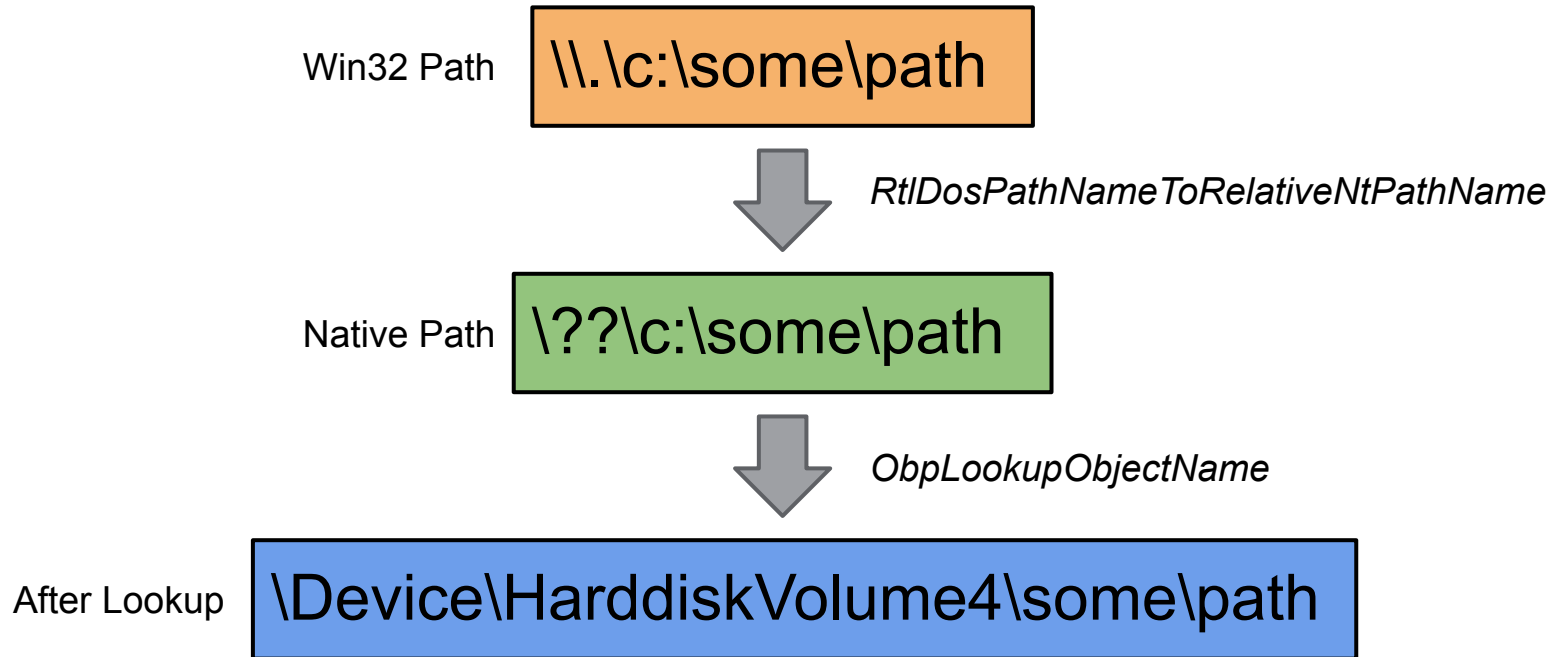 Win32 Path \\.\c:\some\path
RtlDosPathNameToRelativeNtPathName
Native Path \??\c:\some\path
ObpLookupObjectName
After Lookup \Device\HarddiskVolume4\some\path